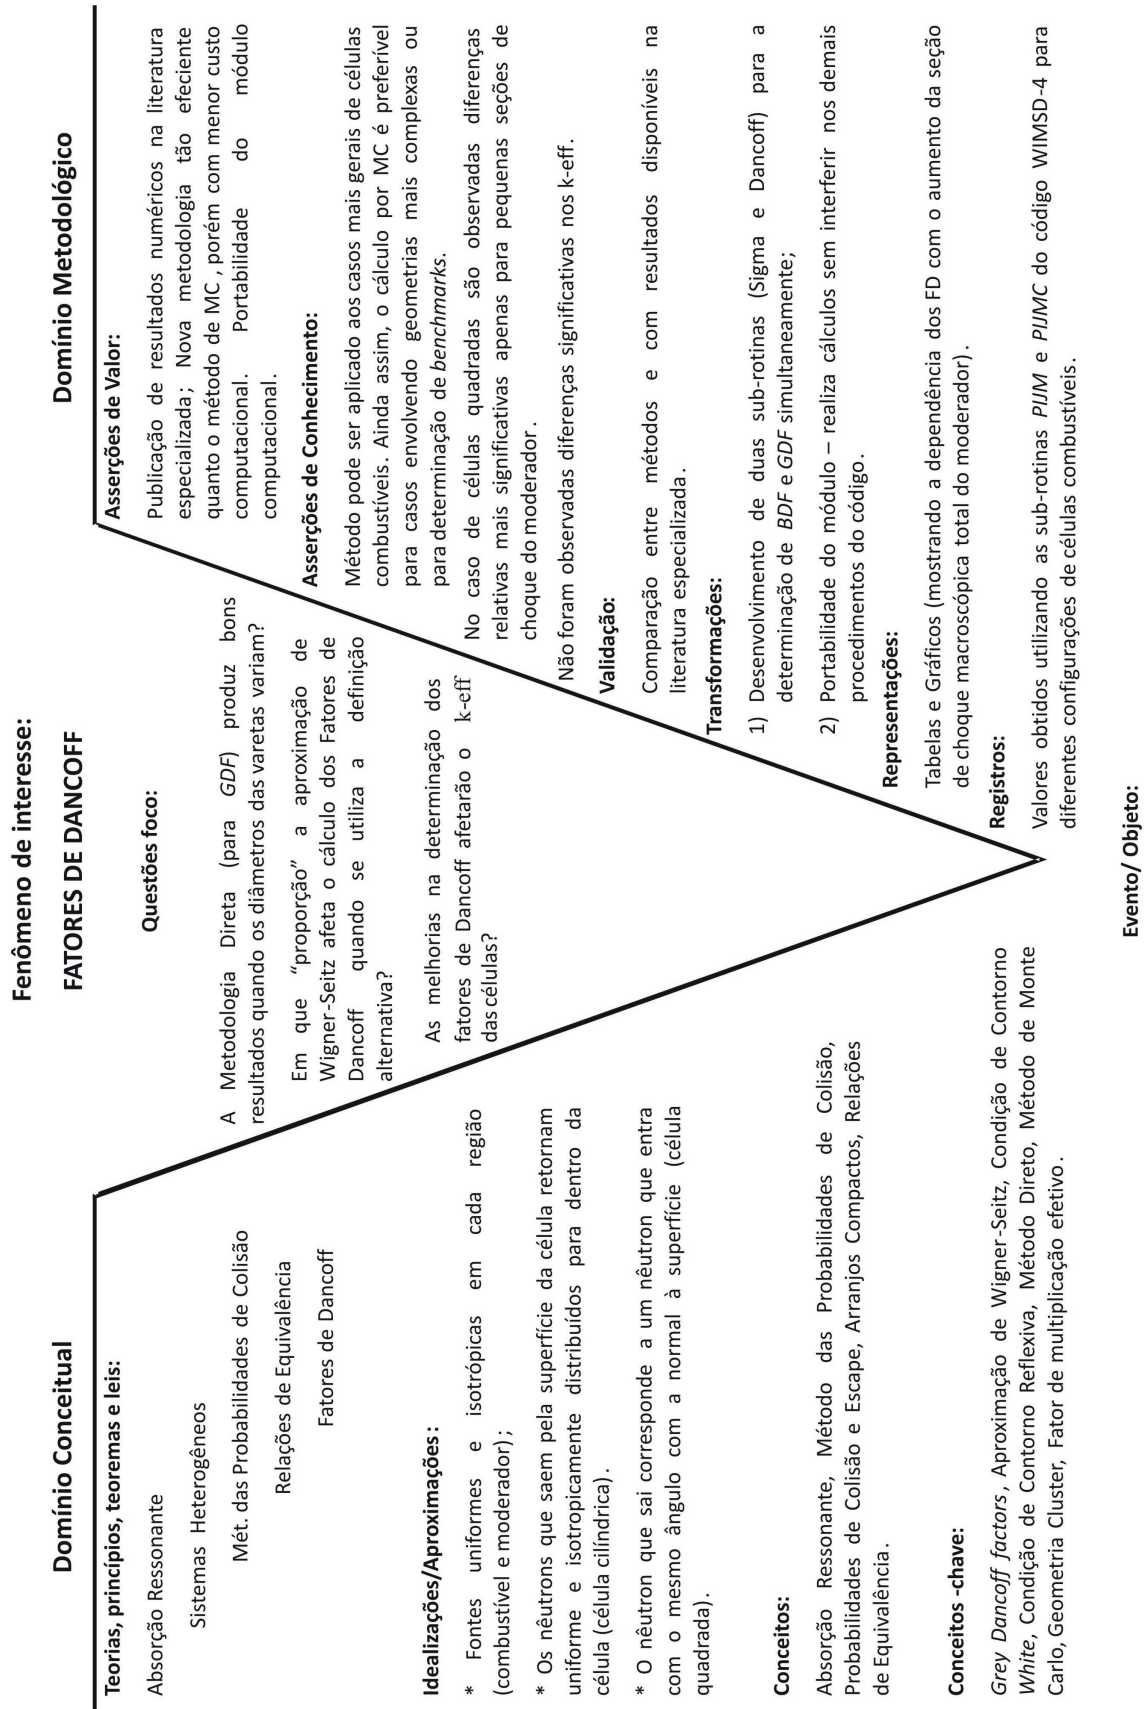 Fenômeno de interesse:
FATORES DE DANCOFF
Domínio Conceitual
Teorias, princípios, teoremas e leis:
Absorção Ressonante
Sistemas Heterogêneos
Mét. das Probabilidades de Colisão
Relações de Equivalência
Fatores de Dancoff
Idealizações/Aproximações :
* Fontes uniformes e isotrópicas em cada região
(combustível e moderador);
* Os nêutrons que saem pela superfície da célula retornam
uniforme e isotropicamente distribuídos para dentro da
célula (célula cilíndrica).
* O nêutron que sai corresponde a um nêutron que entra
com o mesmo ângulo com a normal à superfície (célula
quadrada).
Conceitos:
Absorção Ressonante, Método das Probabilidades de Colisão,
Probabilidades de Colisão e Escape, Arranjos Compactos, Relações
de Equivalência.
Conceitos -chave:
Grey Dancoff factors, Aproximação de Wigner-Seitz, Condição de Contorno
White, Condição de Contorno Reflexiva, Método Direto, Método de Monte
Carlo, Geometria Cluster, Fator de multiplicação efetivo.
Questões foco:
A Metodologia Direta (para GDF) produz bons
resultados quando os diâmetros das varetas variam?
Em que “proporção” a aproximação de
Wigner-Seitz afeta o cálculo dos Fatores de
Dancoff quando se utiliza a definição
alternativa?
As melhorias na determinação dos
fatores de Dancoff afetarão o k-eff
das células?
Domínio Metodológico
Asserções de Valor:
Publicação de resultados numéricos na literatura
especializada; Nova metodologia tão efeciente
quanto o método de MC, porém com menor custo
computacional. Portabilidade do módulo
computacional.
Asserções de Conhecimento:
Método pode ser aplicado aos casos mais gerais de células
combustíveis. Ainda assim, o cálculo por MC é preferível
para casos envolvendo geometrias mais complexas ou
para determinação de benchmarks.
No caso de células quadradas são observadas diferenças
relativas mais significativas apenas para pequenas seções de
choque do moderador.
Não foram observadas diferenças significativas nos k-eff.
Validação:
Comparação entre métodos e com resultados disponíveis na
literatura especializada.
Transformações:
1) Desenvolvimento de duas sub-rotinas (Sigma e Dancoff) para a
determinação de BDF e GDF simultaneamente;
2) Portabilidade do módulo – realiza cálculos sem interferir nos demais
procedimentos do código.
Representações:
Tabelas e Gráficos (mostrando a dependência dos FD com o aumento da seção
de choque macroscópica total do moderador).
Registros:
Valores obtidos utilizando as sub-rotinas PIJM e PIJMC do código WIMSD-4 para
diferentes configurações de células combustíveis.
Evento/ Objeto: